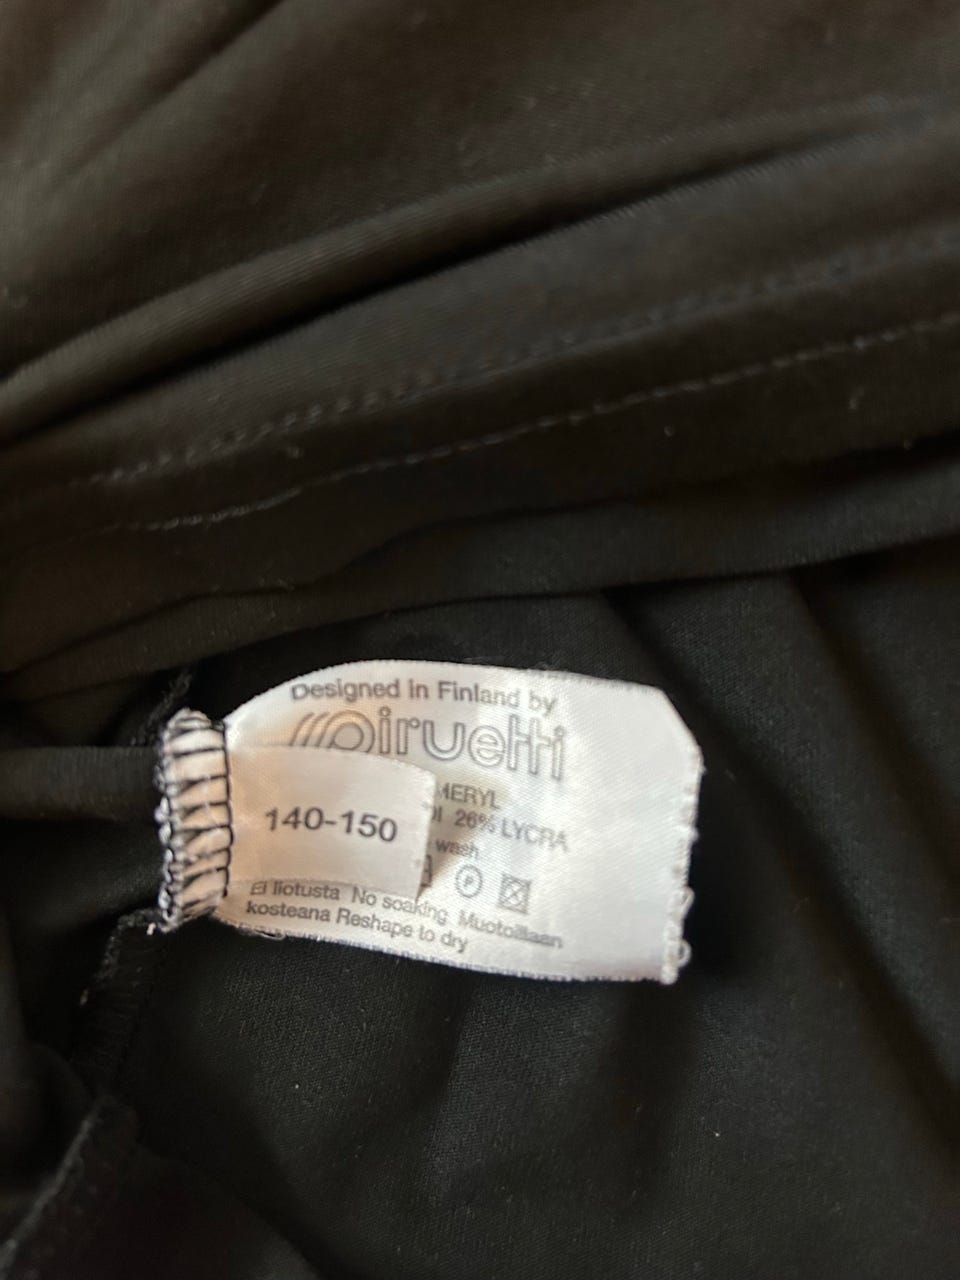 Designed in Finland by
Piruetti
MERYL
26% LYCRA
140-150
wash
P
Ei liotusta No soaking Muotoillaan
kosteana Reshape to dry